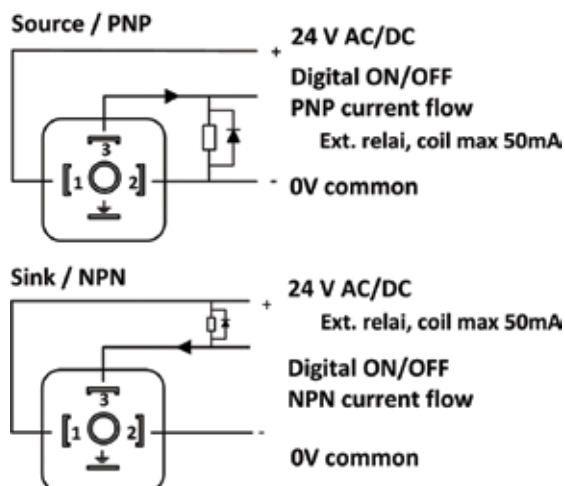 Source / PNP
+ 24 V AC/DC
Digital ON/OFF
PNP current flow
Ext. relai, coil max 50mA
3
1 2
- 0V common
Sink / NPN
+ 24 V AC/DC
Ext. relai, coil max 50mA
Digital ON/OFF
NPN current flow
3
1 2
-
0V common